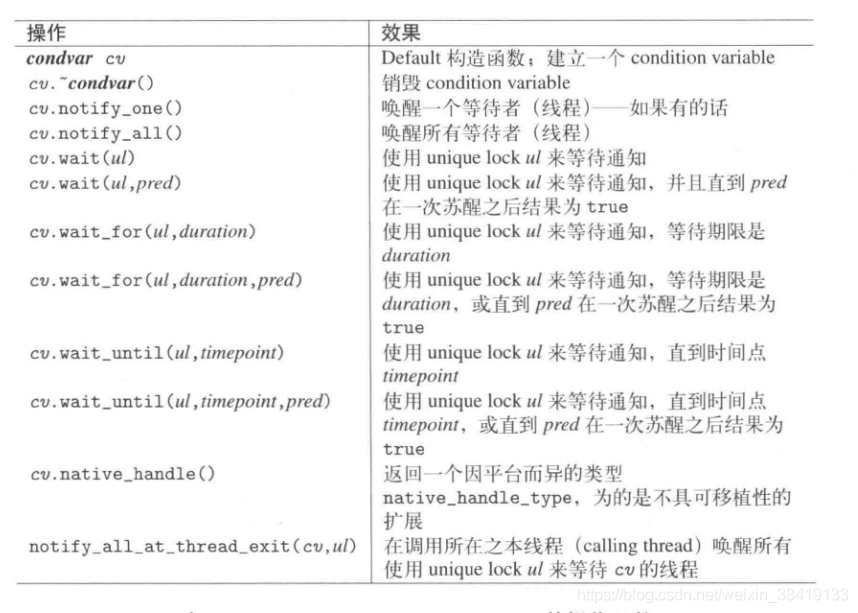 操作 效果
condvar cv Default 构造函数；建立一个 condition variable
cv.~condvar() 销毁 condition variable
cv.notify_one() 唤醒一个等待者（线程）——如果有的话
cv.notify_all() 唤醒所有等待者（线程）
cv.wait(ul) 使用 unique lock ul 来等待通知
cv.wait(ul,pred) 使用 unique lock ul 来等待通知，并且直到 pred
在一次苏醒之后结果为 true
cv.wait_for(ul,duration) 使用 unique lock ul 来等待通知，等待期限是
duration
cv.wait_for(ul,duration,pred) 使用 unique lock ul 来等待通知，等待期限是
duration，或直到 pred 在一次苏醒之后结果为
true
cv.wait_until(ul,timepoint) 使用 unique lock ul 来等待通知，直到时间点
timepoint
cv.wait_until(ul,timepoint,pred) 使用 unique lock ul 来等待通知，直到时间点
timepoint，或直到 pred 在一次苏醒之后结果为
true
cv.native_handle() 返回一个因平台而异的类型
native_handle_type，为的是不具可移植性的
扩展
notify_all_at_thread_exit(cv,ul) 在调用所在之本线程（calling thread）唤醒所有
使用 unique lock ul 来等待 cv 的线程
https://blog.csdn.net/weixin_38419133